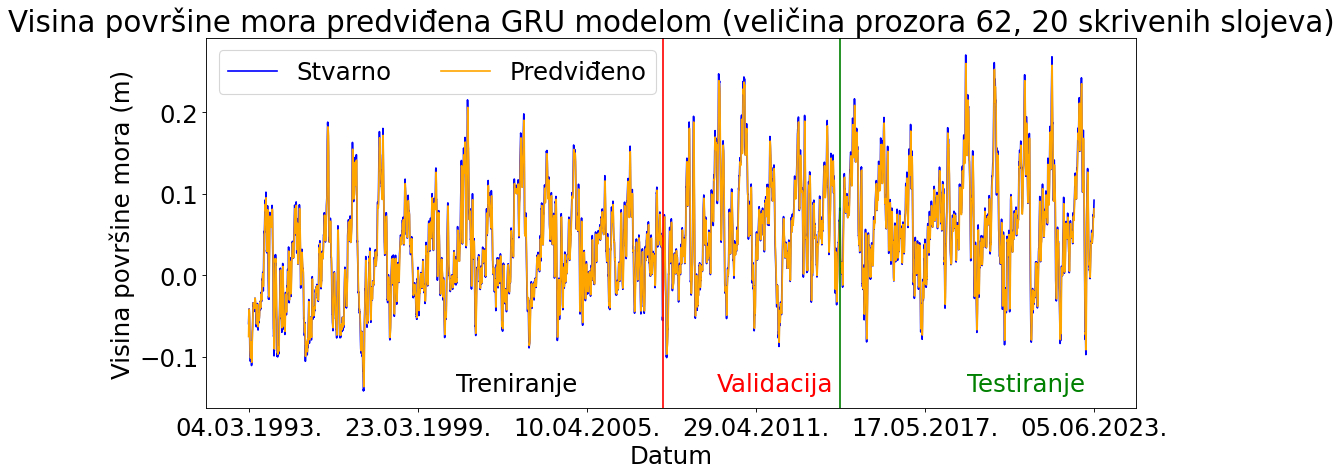 Visina površine mora predviđena GRU modelom (veličina prozora 62, 20 skrivenih slojeva)
Stvarno Predviđeno
Visina površine mora (m)
0.2
0.1
0.0
−0.1
Treniranje Validacija Testiranje
04.03.1993. 23.03.1999. 10.04.2005. 29.04.2011. 17.05.2017. 05.06.2023.
Datum